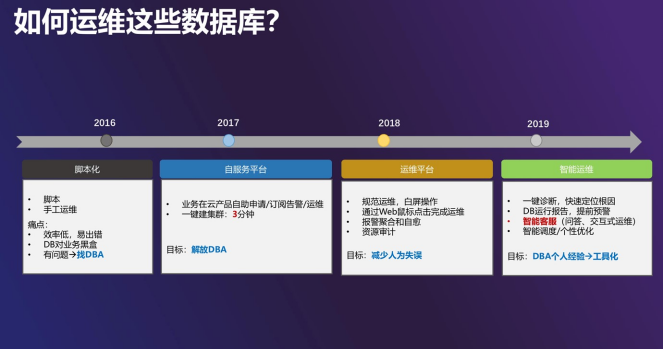 如何运维这些数据库?
2016
2017
2018
2019
脚本化
• 脚本
• 手工运维
痛点：
• 效率低，易出错
• DB对业务黑盒
• 有问题→找DBA
自服务平台
• 业务在云产品自助申请/订阅告警/运维
• 一键建集群：3分钟
目标：解放DBA
运维平台
• 规范运维，白屏操作
• 通过Web鼠标点击完成运维
• 报警聚合和自愈
• 资源审计
目标：减少人为失误
智能运维
• 一键诊断，快速定位根因
• DB运行报告，提前预警
• 智能客服（问答、交互式运维）
• 智能调度/个性优化
目标：DBA个人经验→工具化